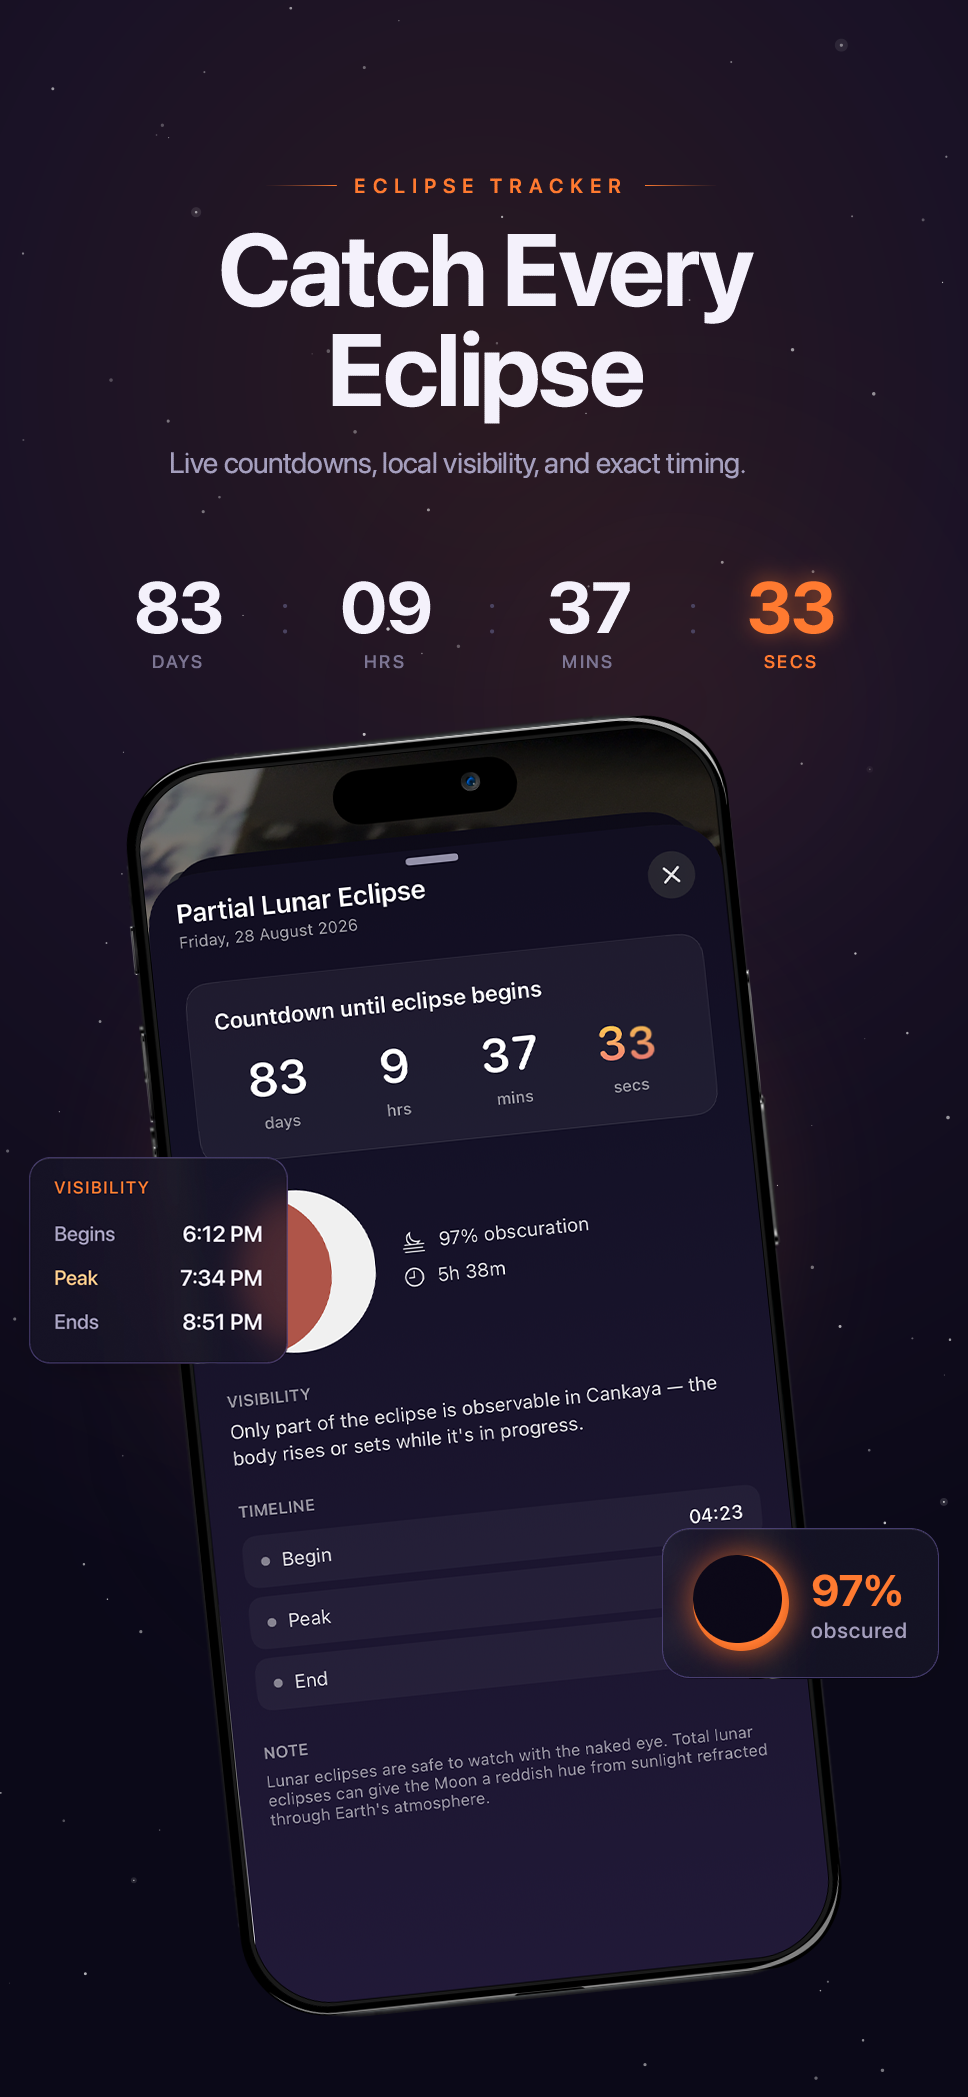 ECLIPSE TRACKER
Catch Every
Eclipse
Live countdowns, local visibility, and exact timing.
83 : 09 : 37 : 33
DAYS HRS MINS SECS
Partial Lunar Eclipse
Friday, 28 August 2026
Countdown until eclipse begins
83 9 37 33
days hrs mins secs
VISIBILITY
Begins 6:12 PM
Peak 7:34 PM
Ends 8:51 PM
97% obscuration
5h 38m
VISIBILITY
Only part of the eclipse is observable in Cankaya — the
body rises or sets while it's in progress.
TIMELINE
Begin 04:23
Peak
End
97%
obscured
NOTE
Lunar eclipses are safe to watch with the naked eye. Total lunar
eclipses can give the Moon a reddish hue from sunlight refracted
through Earth's atmosphere.